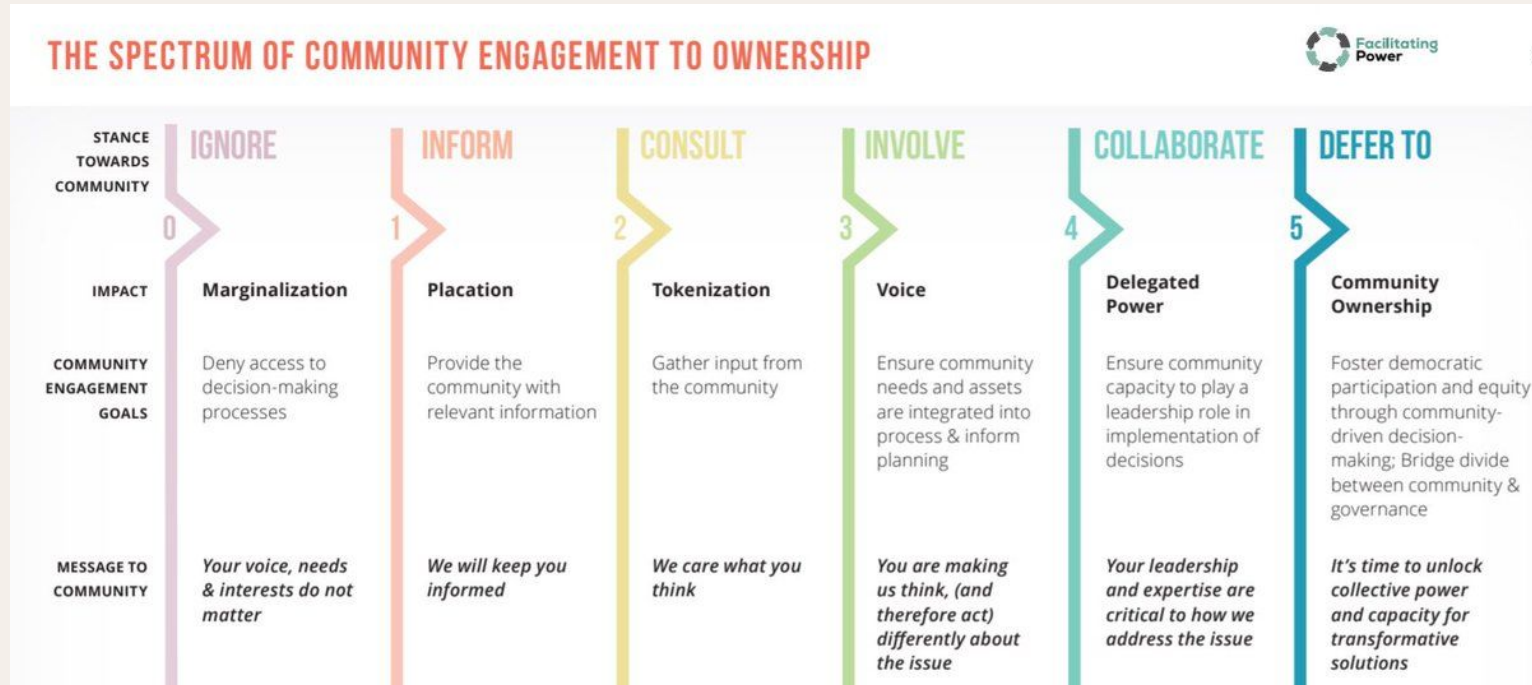 THE SPECTRUM OF COMMUNITY ENGAGEMENT TO OWNERSHIP
Facilitating
Power
STANCE
TOWARDS
COMMUNITY
IGNORE
INFORM
CONSULT
INVOLVE
COLLABORATE
DEFER TO
0
1
2
3
4
5
IMPACT
Marginalization
Placation
Tokenization
Voice
Delegated
Power
Community
Ownership
COMMUNITY
ENGAGEMENT
GOALS
Deny access to
decision-making
processes
Provide the
community with
relevant information
Gather input from
the community
Ensure community
needs and assets
are integrated into
process & inform
planning
Ensure community
capacity to play a
leadership role in
implementation of
decisions
Foster democratic
participation and equity
through community-
driven decision-
making; Bridge divide
between community &
governance
MESSAGE TO
COMMUNITY
Your voice, needs
& interests do not
matter
We will keep you
informed
We care what you
think
You are making
us think, (and
therefore act)
differently about
the issue
Your leadership
and expertise are
critical to how we
address the issue
It's time to unlock
collective power
and capacity for
transformative
solutions